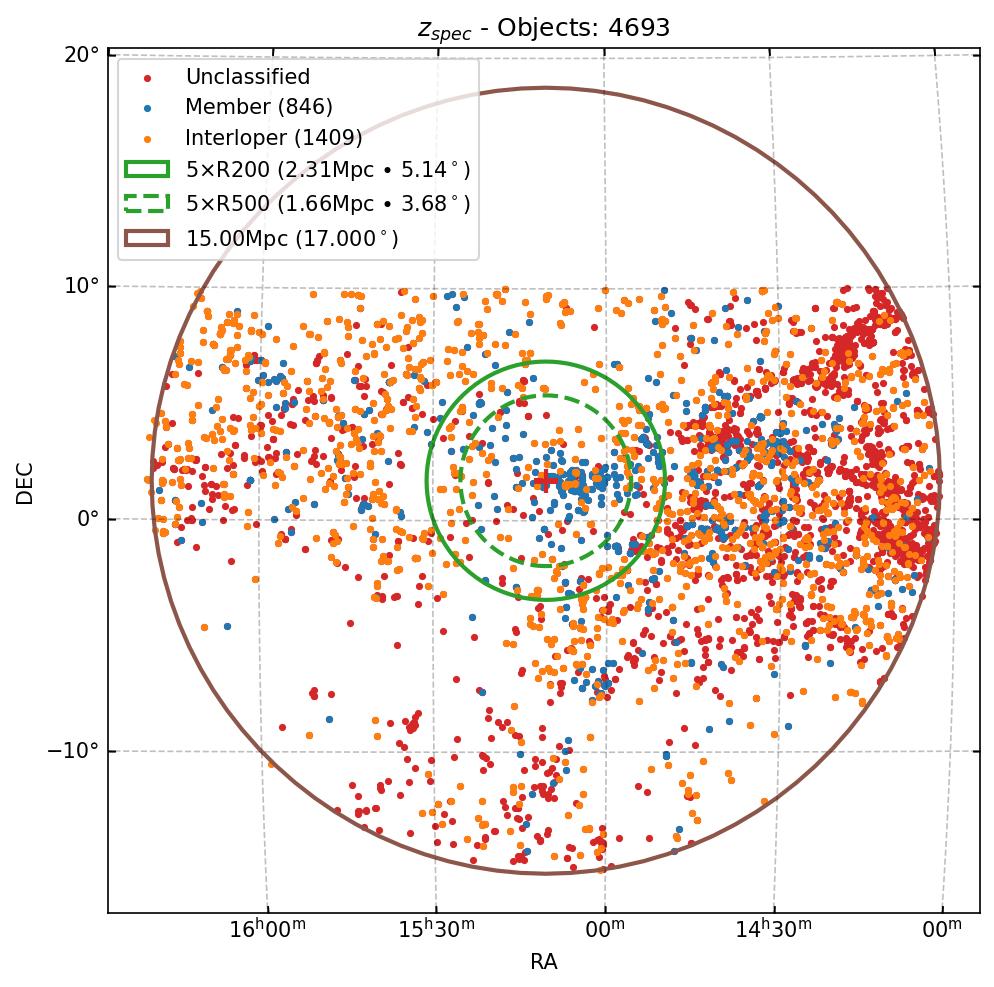 z_spec - Objects: 4693
20°
Unclassified
Member (846)
Interloper (1409)
5×R200 (2.31Mpc • 5.14°)
5×R500 (1.66Mpc • 3.68°)
15.00Mpc (17.000°)
10°
0°
−10°
DEC
16ʰ00ᵐ
15ʰ30ᵐ
00ᵐ
14ʰ30ᵐ
00ᵐ
RA